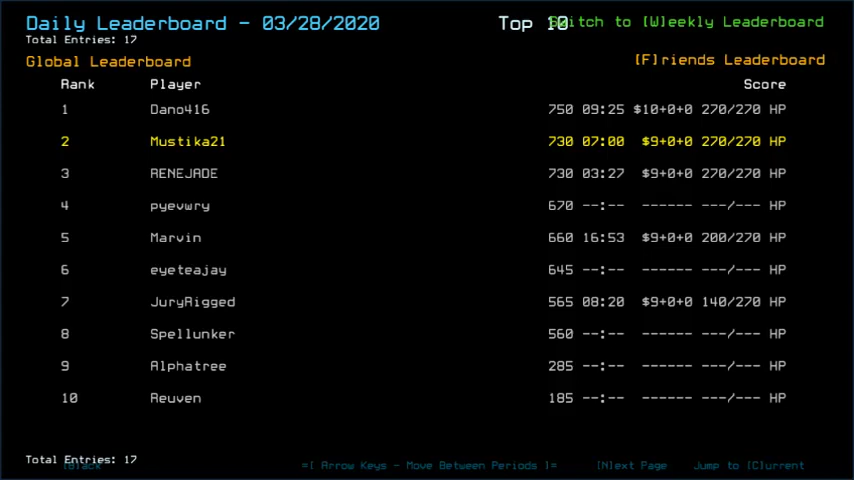 Daily Leaderboard - 03/28/2020 Top 10 Switch to [W]eekly Leaderboard
Total Entries: 17
Global Leaderboard [F]riends Leaderboard
Rank Player Score
1 Dano416 750 09:25 $10+0+0 270/270 HP
2 Mustika21 730 07:00 $9+0+0 270/270 HP
3 RENEJADE 730 03:27 $9+0+0 270/270 HP
4 pyevwry 670 --:-- ------ ---/--- HP
5 Marvin 660 16:53 $9+0+0 200/270 HP
6 eyeteajay 645 --:-- ------ ---/--- HP
7 JuryRigged 565 08:20 $9+0+0 140/270 HP
8 Spellunker 560 --:-- ------ ---/--- HP
9 Alphatree 285 --:-- ------ ---/--- HP
10 Reuven 185 --:-- ------ ---/--- HP
Total Entries: 17
[B]ack =[ Arrow Keys - Move Between Periods ]= [N]ext Page Jump to [C]urrent